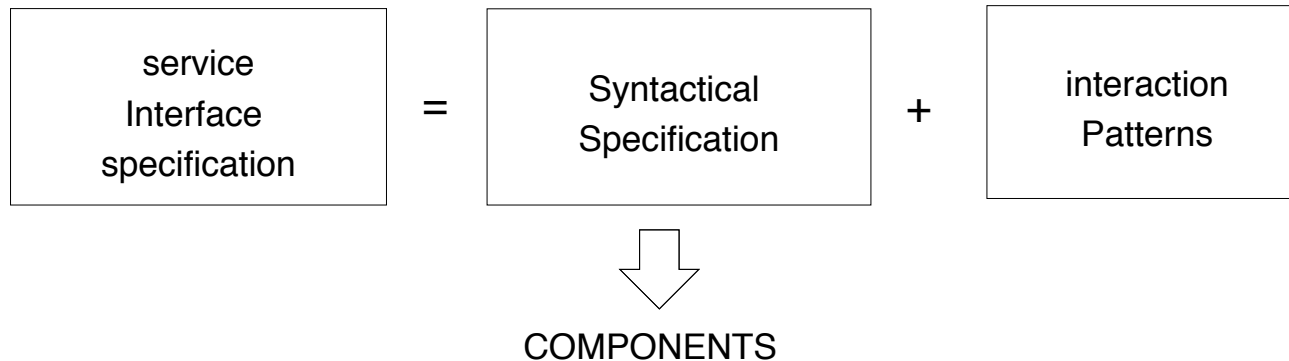 service
Interface
specification
=
Syntactical
Specification
+
interaction
Patterns
COMPONENTS